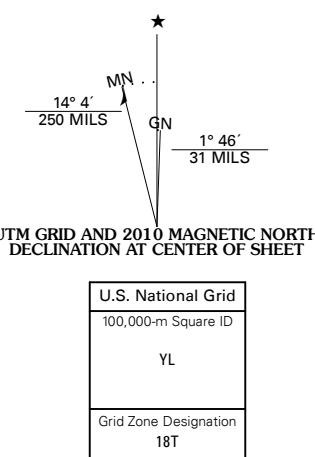 ★
MN
14° 4´
250 MILS
GN
1° 46´
31 MILS
UTM GRID AND 2010 MAGNETIC NORTH
DECLINATION AT CENTER OF SHEET
U.S. National Grid
100,000-m Square ID
YL
Grid Zone Designation
18T